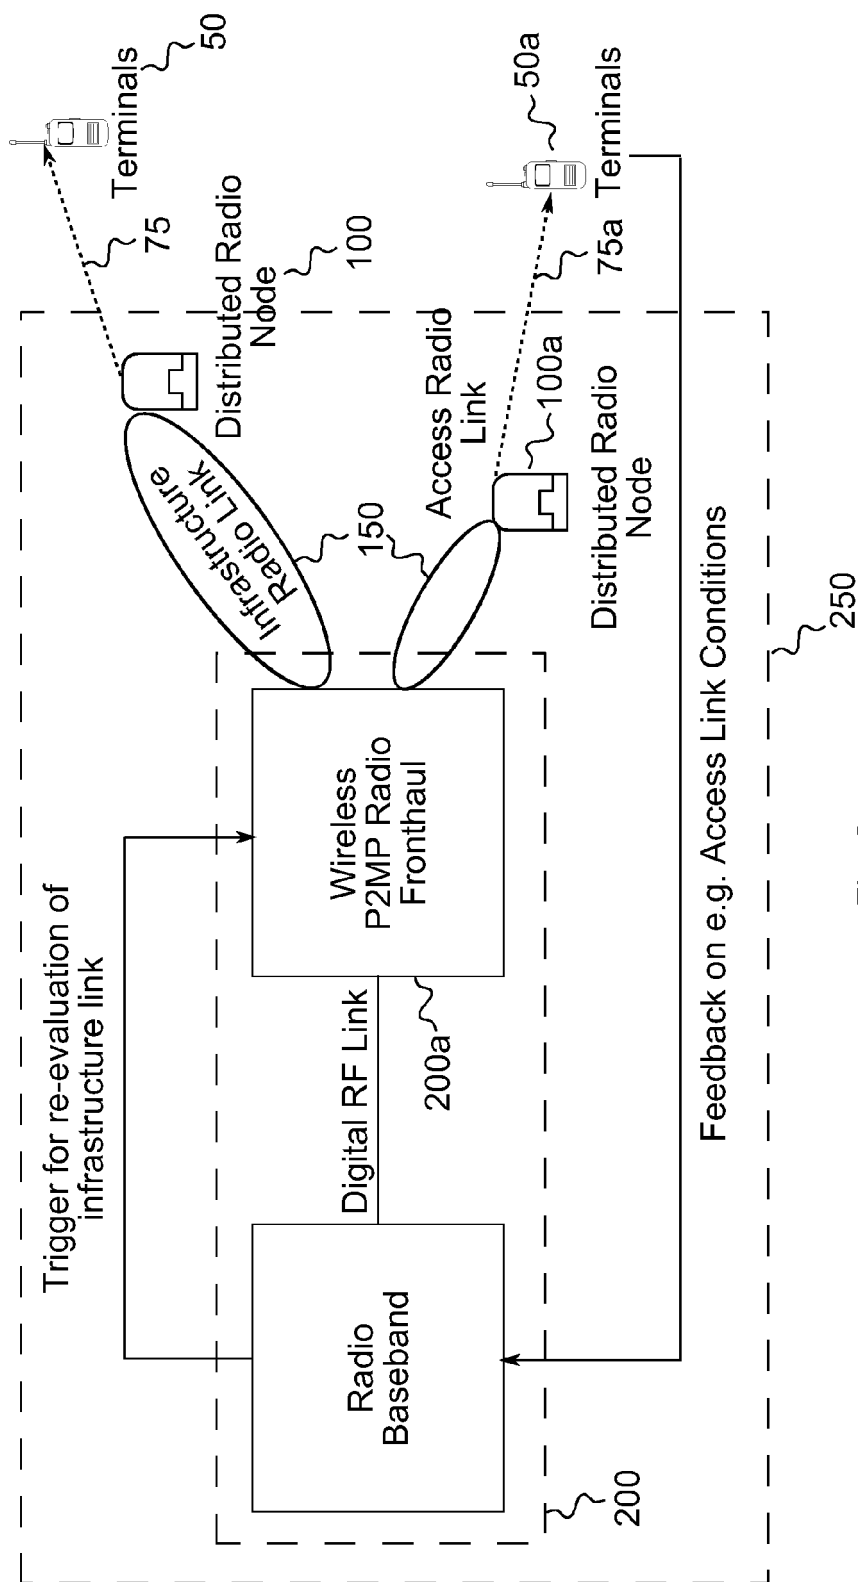 Trigger for re-evaluation of
infrastructure link
Radio
Baseband
Digital RF Link
Wireless
P2MP Radio
Fronthaul
200a
200
Infrastructure
Radio Link
150
Distributed Radio
Node
100
75
Terminals
50
Access Radio
Link
100a
Distributed Radio
Node
75a
50a
Terminals
Feedback on e.g. Access Link Conditions
250